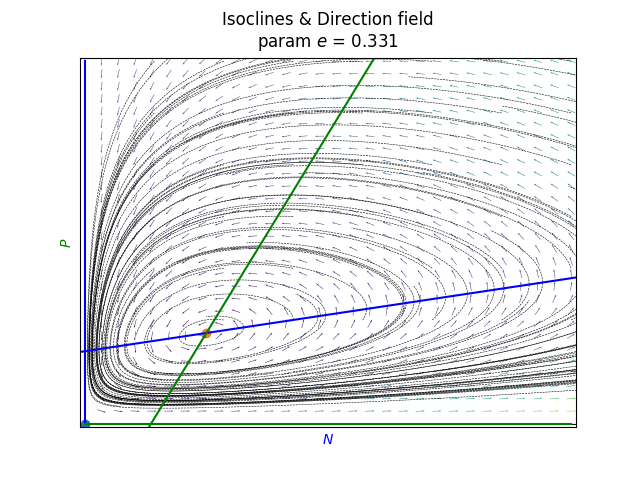 Isoclines & Direction field
param e = 0.331
P
N